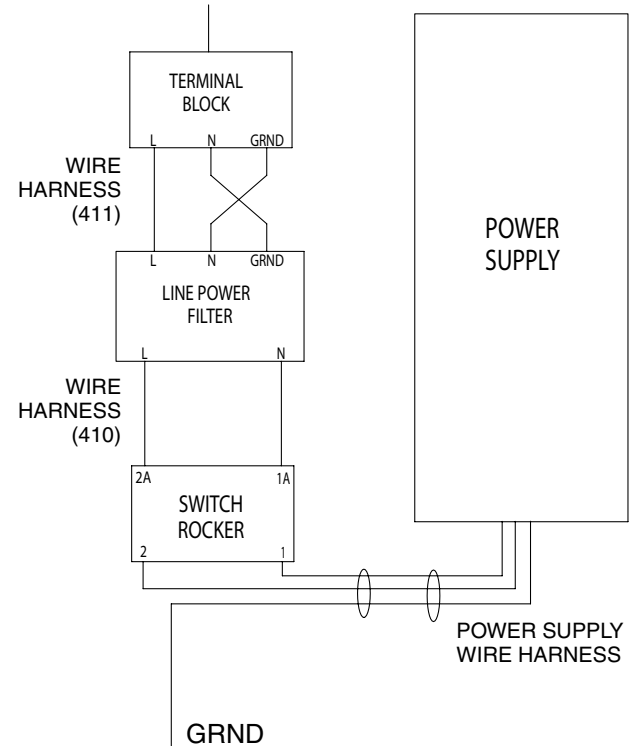 TERMINAL
BLOCK
L N GRND
WIRE
HARNESS
(411)
L N GRND
LINE POWER
FILTER
L N
WIRE
HARNESS
(410)
2A 1A
SWITCH
ROCKER
2 1
POWER
SUPPLY
POWER SUPPLY
WIRE HARNESS
GRND